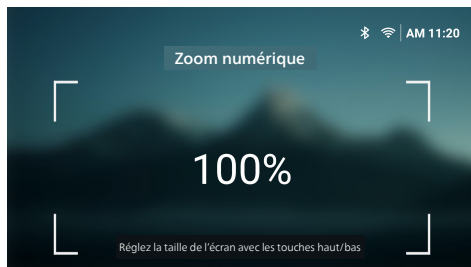 AM 11:20
Zoom numérique
100%
Réglez la taille de l'écran avec les touches haut/bas